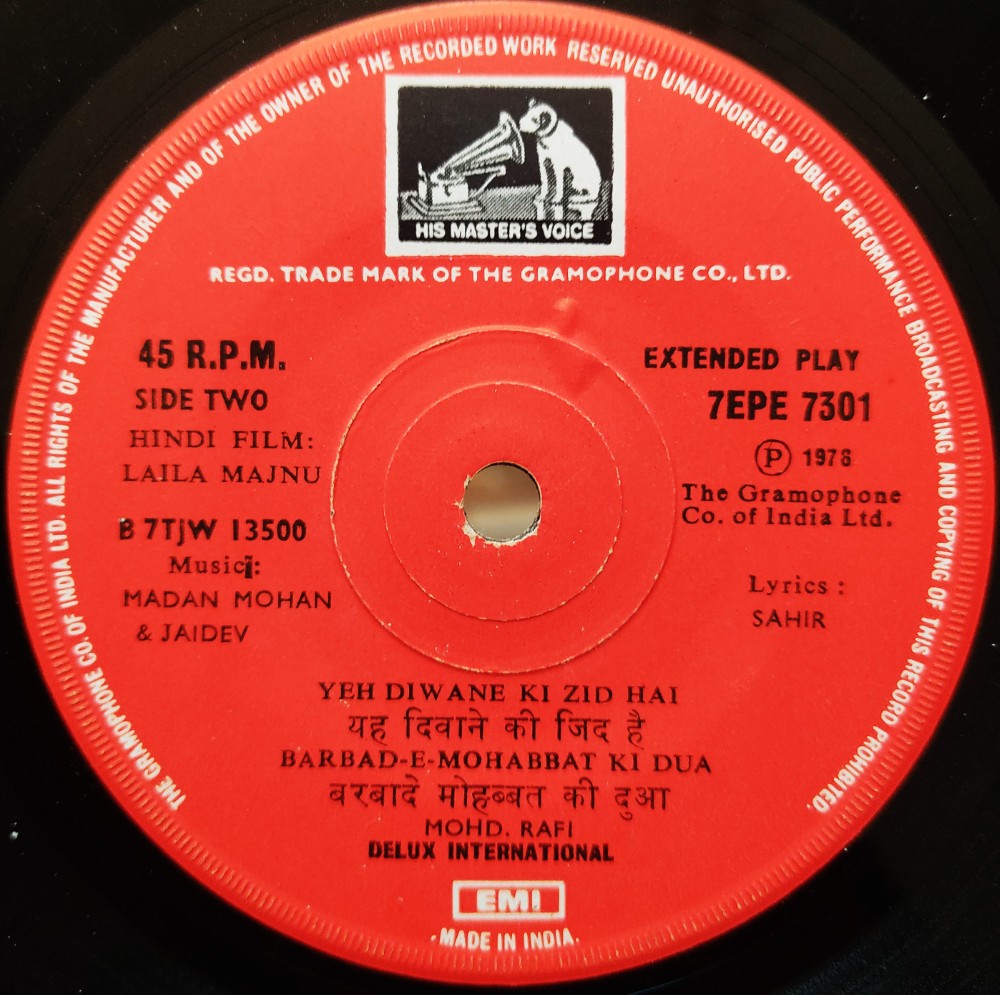 THE GRAMOPHONE CO. OF INDIA LTD. ALL RIGHTS OF THE MANUFACTURER AND OF THE OWNER OF THE RECORDED WORK RESERVED UNAUTHORISED PUBLIC PERFORMANCE BROADCASTING AND COPYING OF THIS RECORD PROHIBITED.
HIS MASTER'S VOICE
REGD. TRADE MARK OF THE GRAMOPHONE CO., LTD.
45 R.P.M.
SIDE TWO
HINDI FILM:
LAILA MAJNU
B 7TJW 13500
Music:
MADAN MOHAN
& JAIDEV
EXTENDED PLAY
7EPE 7301
Ⓟ 1976
The Gramophone
Co. of India Ltd.
Lyrics :
SAHIR
YEH DIWANE KI ZID HAI
यह दिवाने की जिद है
BARBAD-E-MOHABBAT KI DUA
बरबादे मोहब्बत की दुआ
MOHD. RAFI
DELUX INTERNATIONAL
EMI
MADE IN INDIA.